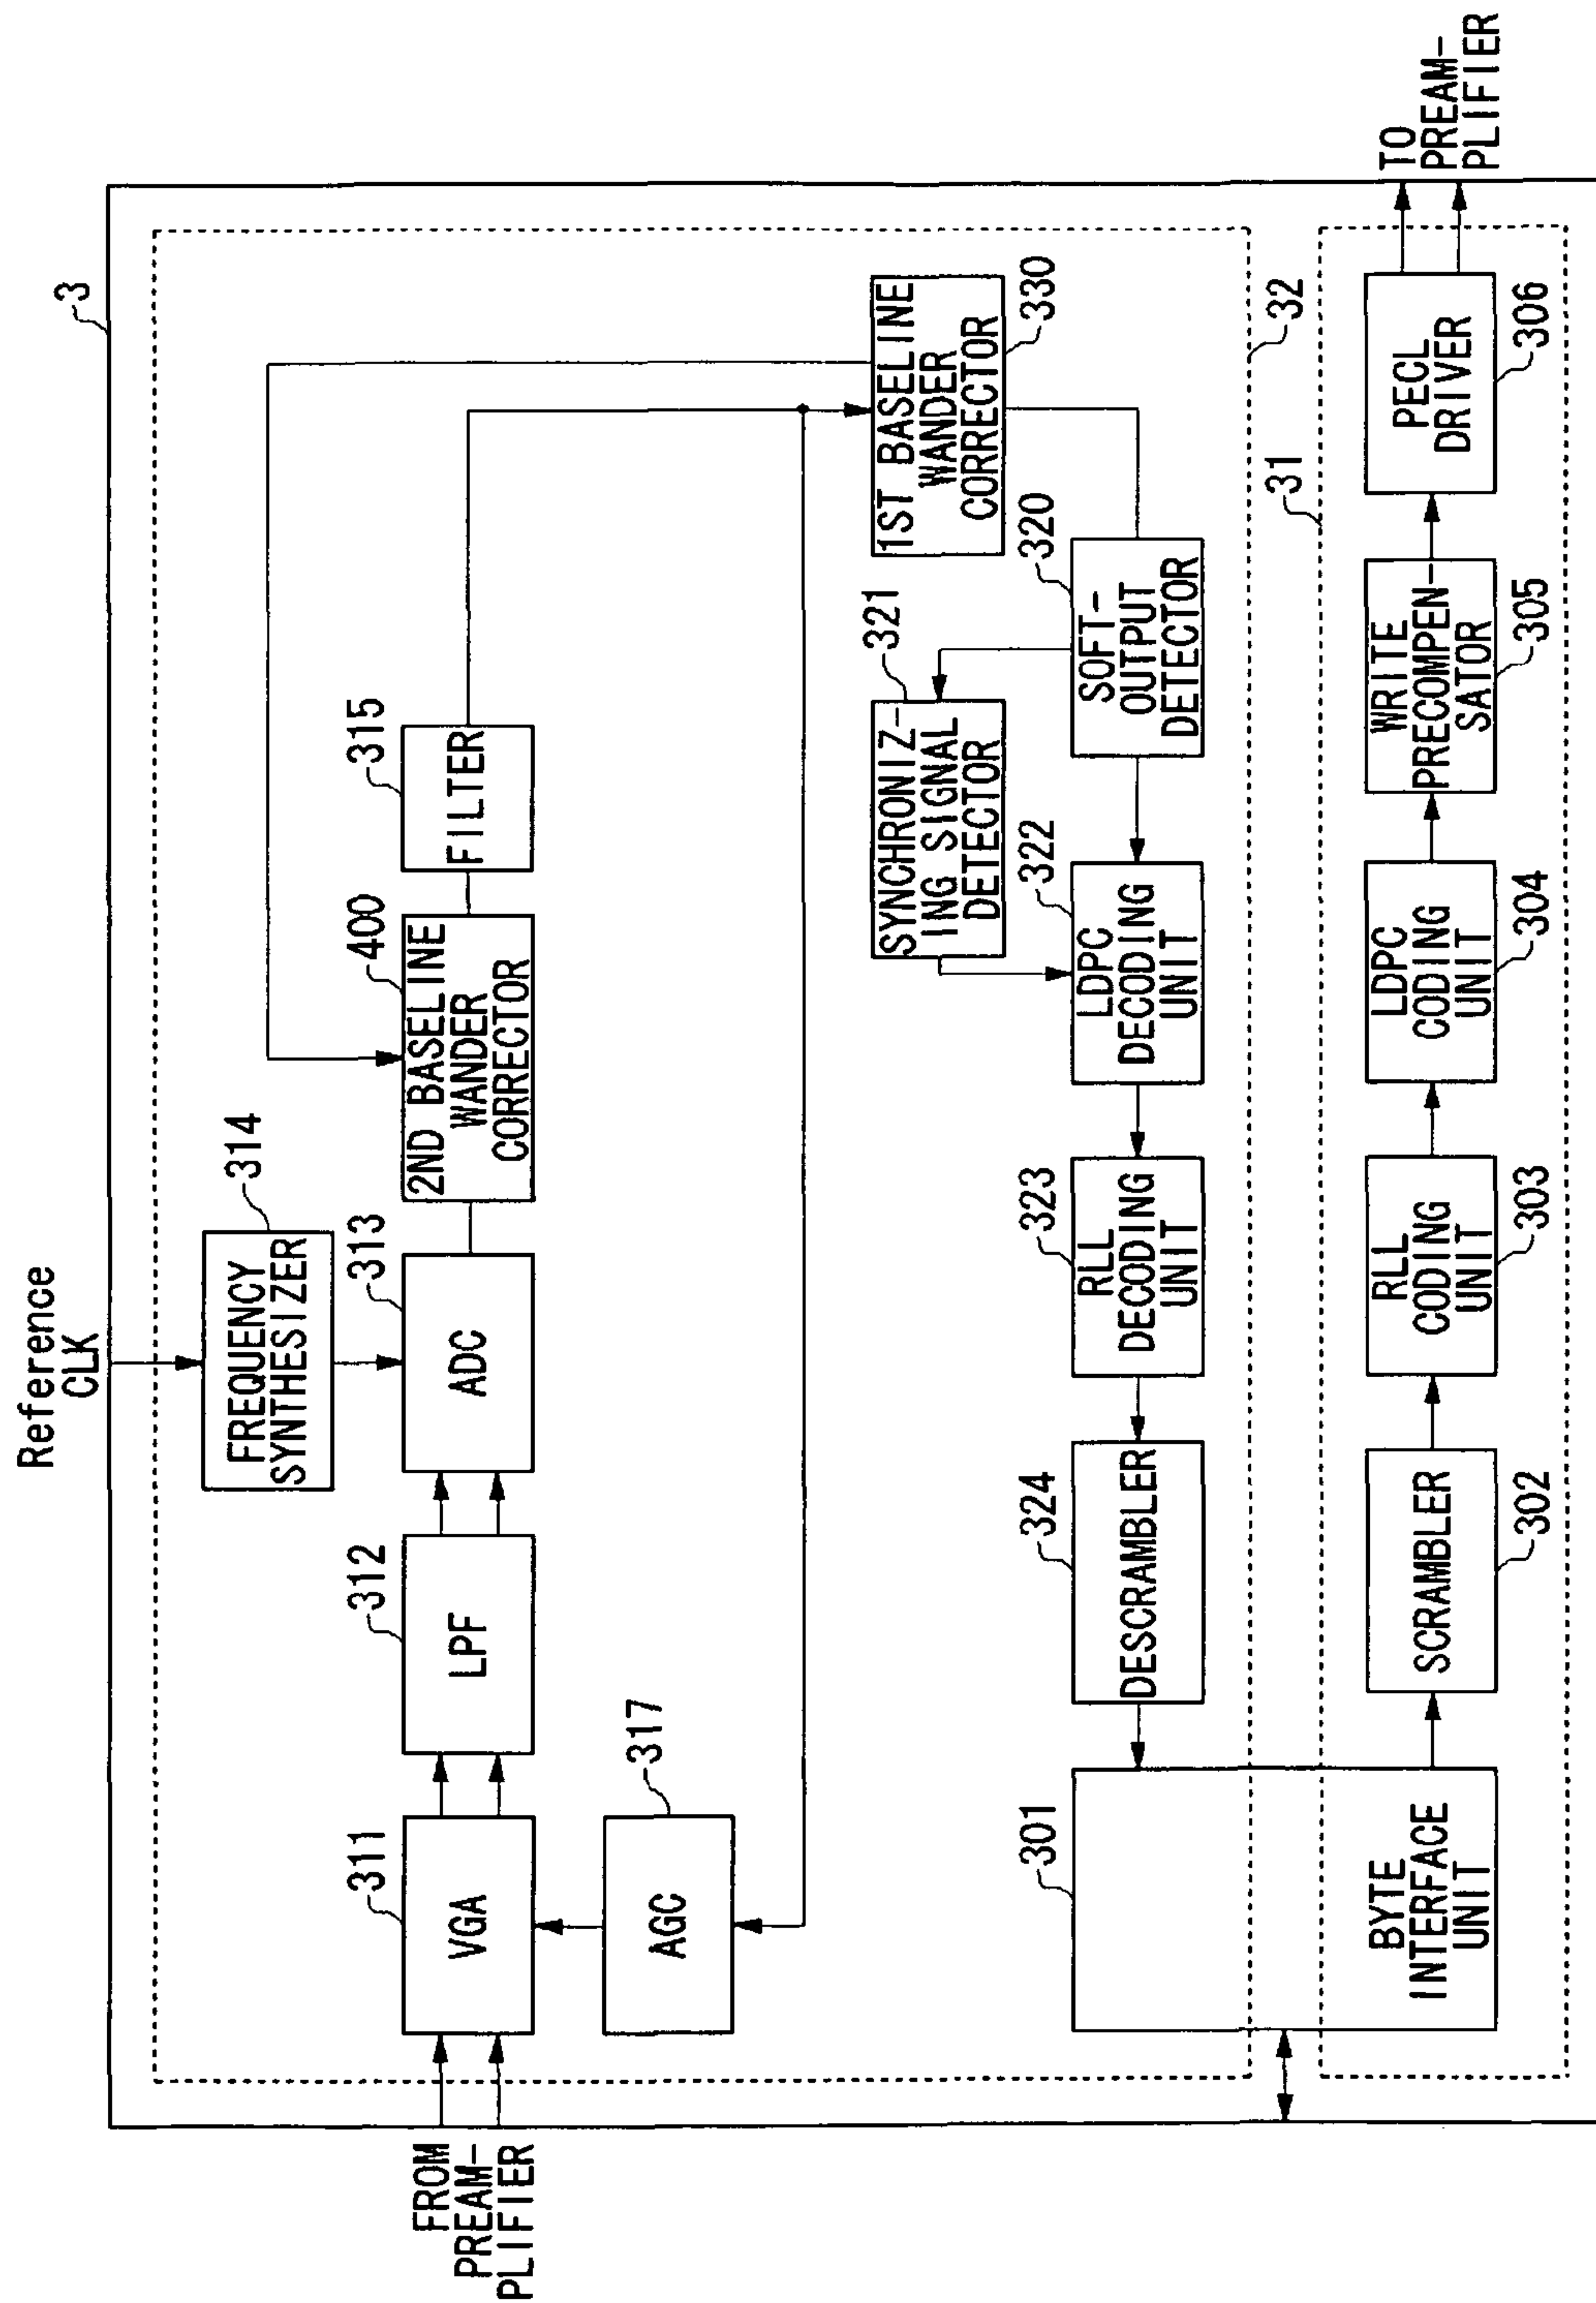 Reference
CLK
3
FREQUENCY
SYNTHESIZER
314
FROM
PREAM-
PLIFIER
VGA
311
LPF
312
ADC
313
2ND BASELINE
WANDER
CORRECTOR
400
FILTER
315
AGC
317
1ST BASELINE
WANDER
CORRECTOR
330
SYNCHRONIZ-
ING SIGNAL
DETECTOR
321
SOFT-
OUTPUT
DETECTOR
320
LDPC
DECODING
UNIT
322
RLL
DECODING
UNIT
323
DESCRAMBLER
324
32
301
BYTE
INTERFACE
UNIT
31
SCRAMBLER
302
RLL
CODING
UNIT
303
LDPC
CODING
UNIT
304
WRITE
PRECOMPEN-
SATOR
305
PECL
DRIVER
306
TO
PREAM-
PLIFIER